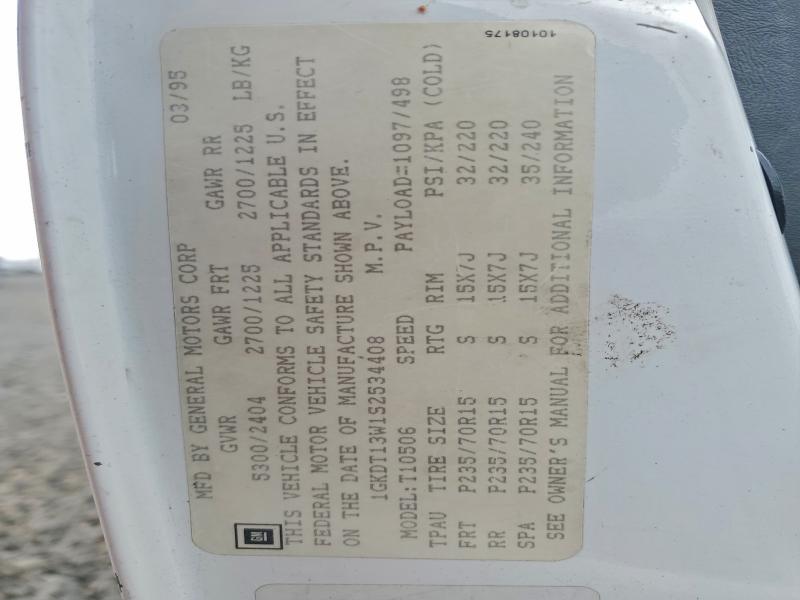 MFD BY GENERAL MOTORS CORP 03/95
GVWR GAWR FRT GAWR RR
5300/2404 2700/1225 2700/1225 LB/KG
THIS VEHICLE CONFORMS TO ALL APPLICABLE U.S.
FEDERAL MOTOR VEHICLE SAFETY STANDARDS IN EFFECT
ON THE DATE OF MANUFACTURE SHOWN ABOVE.
1GKDT13W1S2534408 M.P.V.
MODEL:T10506 SPEED PAYLOAD=1097/498
TPAU TIRE SIZE RTG RIM PSI/KPA (COLD)
FRT P235/70R15 S 15X7J 32/220
RR P235/70R15 S 15X7J 32/220
SPA P235/70R15 S 15X7J 35/240
SEE OWNER'S MANUAL FOR ADDITIONAL INFORMATION
GM
10108175